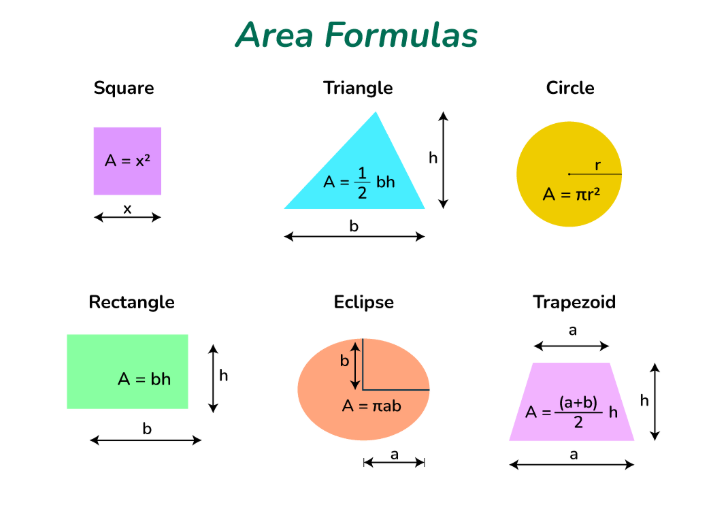 Area Formulas
Square
Triangle
Circle
A = x²
x
A = 1/2 bh
h
b
r
A = πr²
Rectangle
Eclipse
Trapezoid
A = bh
h
b
b
A = πab
a
a
A = (a+b)/2 h
h
a